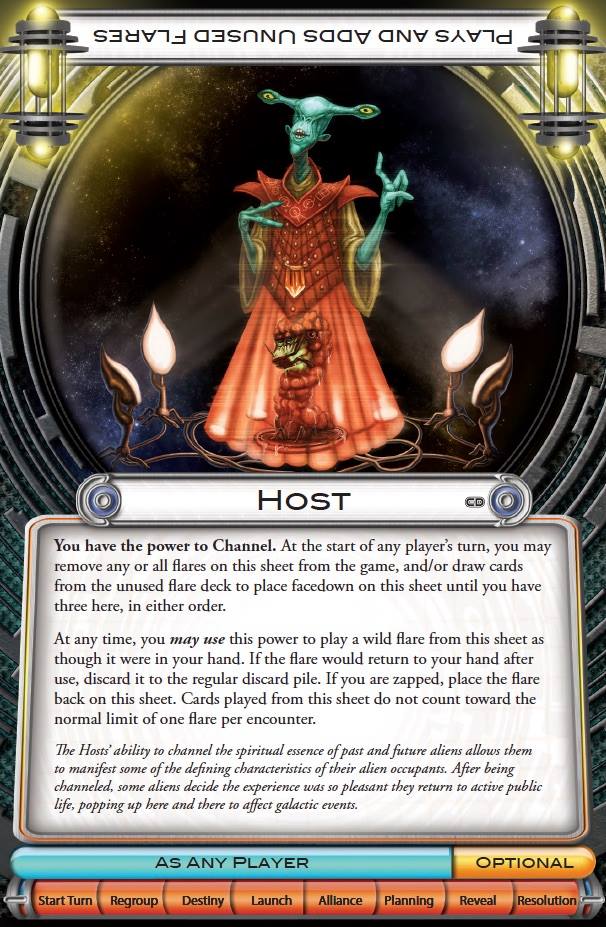 Plays and Adds Unused Flares
Host
You have the power to Channel. At the start of any player's turn, you may
remove any or all flares on this sheet from the game, and/or draw cards
from the unused flare deck to place facedown on this sheet until you have
three here, in either order.
At any time, you may use this power to play a wild flare from this sheet as
though it were in your hand. If the flare would return to your hand after
use, discard it to the regular discard pile. If you are zapped, place the flare
back on this sheet. Cards played from this sheet do not count toward the
normal limit of one flare per encounter.
The Hosts' ability to channel the spiritual essence of past and future aliens allows them
to manifest some of the defining characteristics of their alien occupants. After being
channeled, some aliens decide the experience was so pleasant they return to active public
life, popping up here and there to affect galactic events.
As Any Player Optional
Start Turn Regroup Destiny Launch Alliance Planning Reveal Resolution